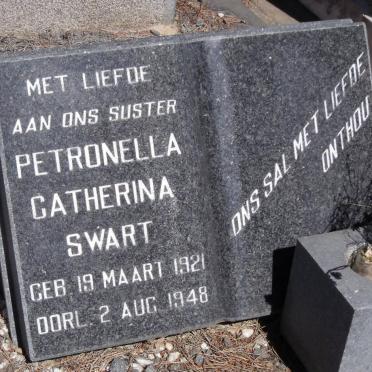 MET LIEFDE
AAN ONS SUSTER
PETRONELLA
CATHERINA
SWART
GEB 19 MAART 1921
OORL. 2 AUG 1948
ONS SAL MET LIEFDE
ONTHOU